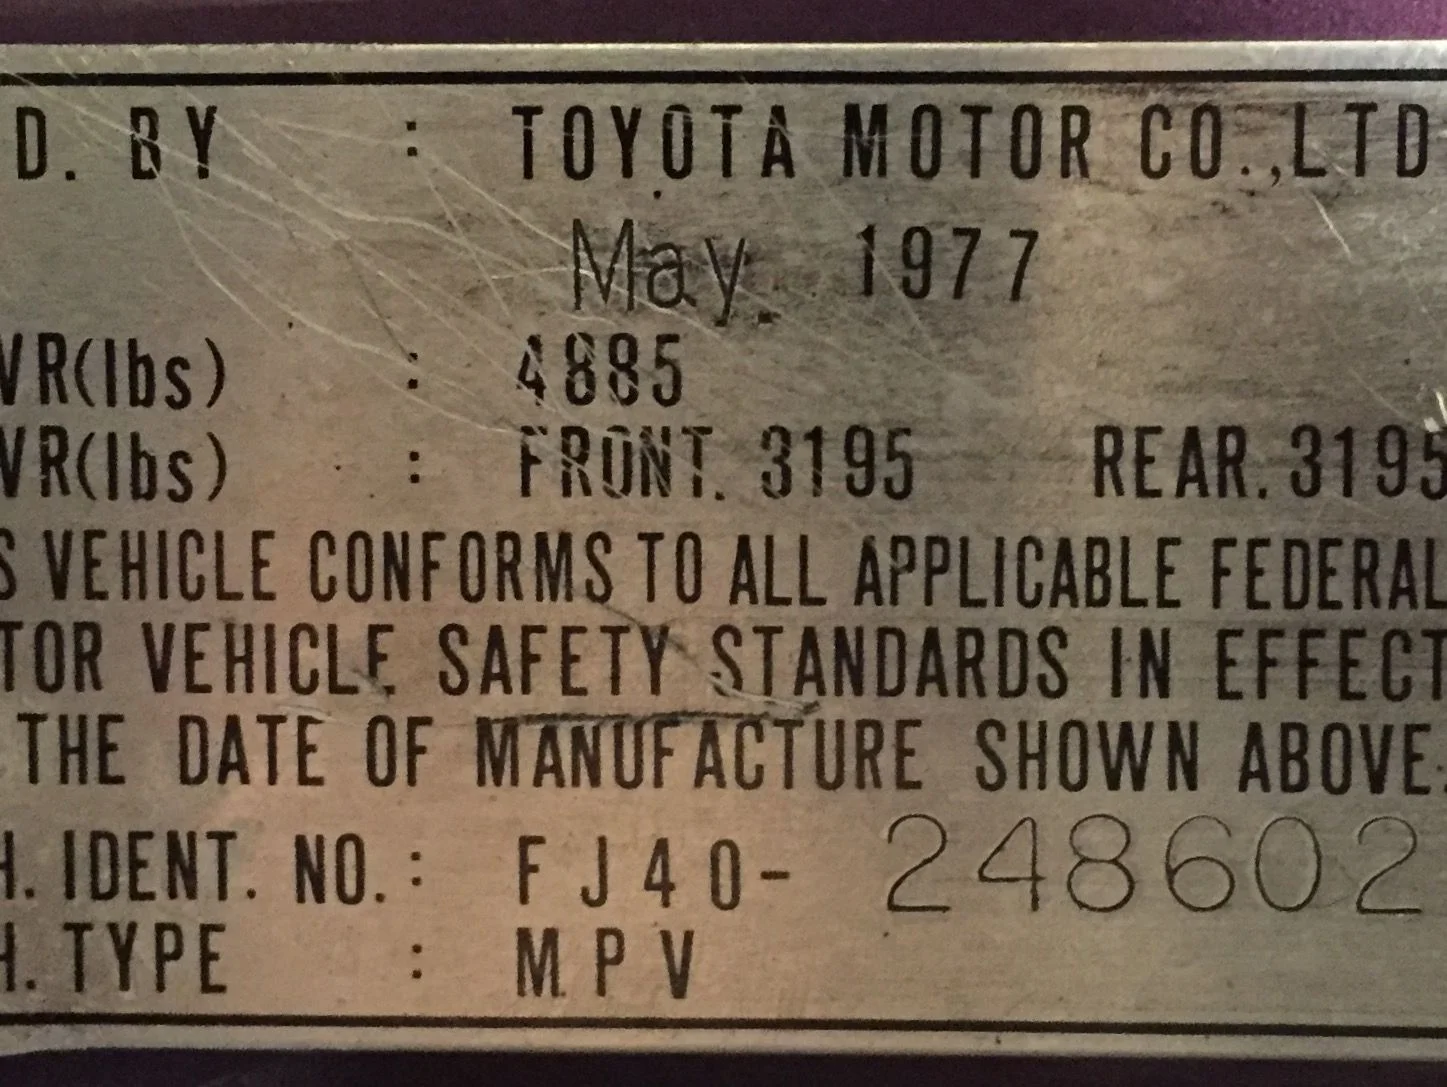 D. BY : TOYOTA MOTOR CO.,LTD
May. 1977
VR(lbs) : 4885
VR(lbs) : FRONT. 3195 REAR. 3195
S VEHICLE CONFORMS TO ALL APPLICABLE FEDERAL
TOR VEHICLE SAFETY STANDARDS IN EFFECT
THE DATE OF MANUFACTURE SHOWN ABOVE.
H. IDENT. NO. : FJ40- 248602
H. TYPE : MPV